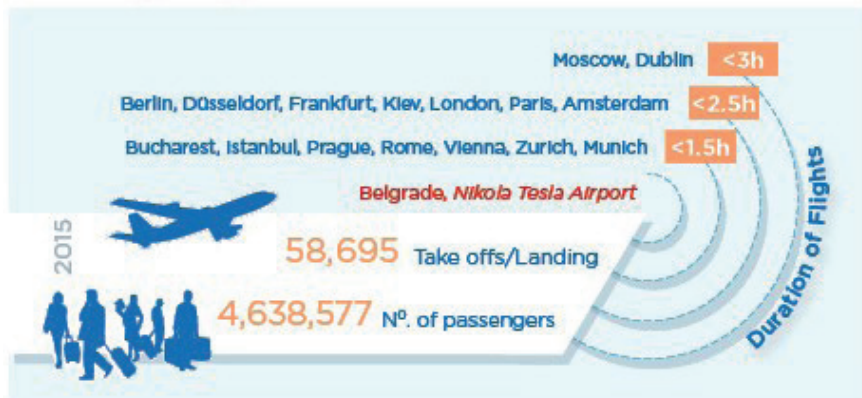 Moscow, Dublin <3h
Berlin, Düsseldorf, Frankfurt, Kiev, London, Paris, Amsterdam <2.5h
Bucharest, Istanbul, Prague, Rome, Vienna, Zurich, Munich <1.5h
Belgrade, Nikola Tesla Airport
2015
58,695 Take offs/Landing
4,638,577 Nº. of passengers
Duration of Flights